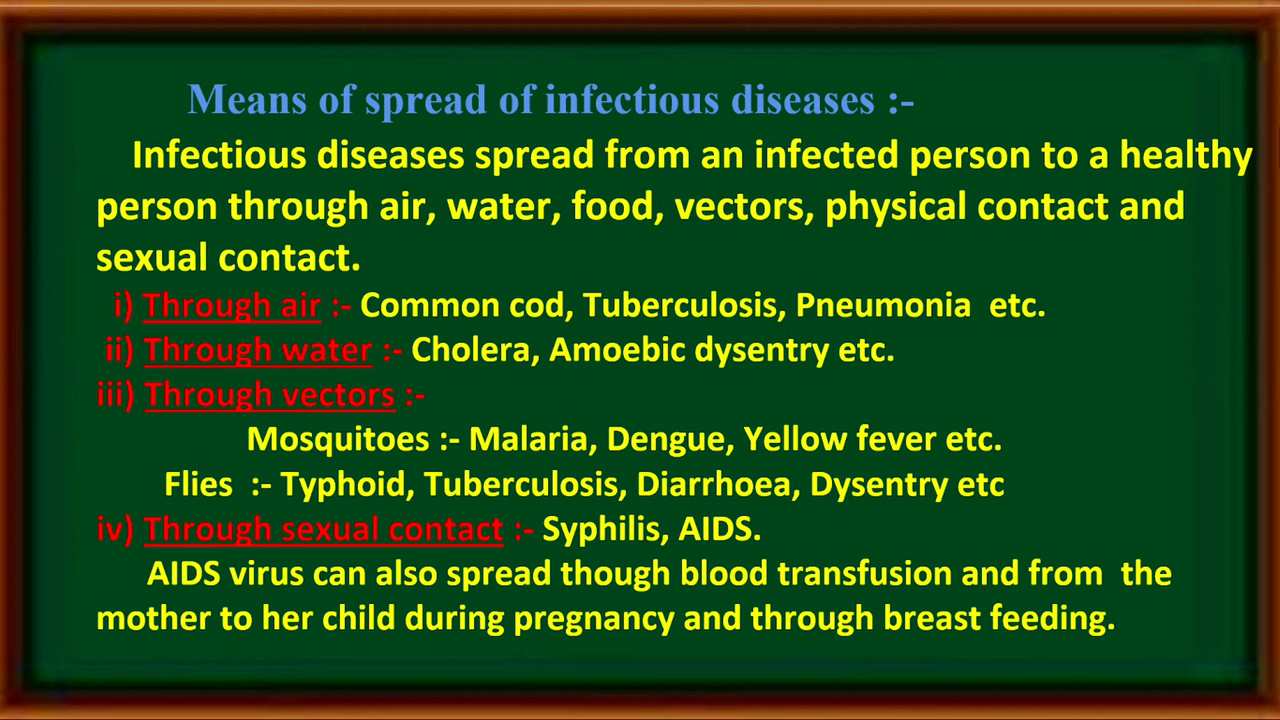 Means of spread of infectious diseases :-
Infectious diseases spread from an infected person to a healthy
person through air, water, food, vectors, physical contact and
sexual contact.
i) Through air :- Common cod, Tuberculosis, Pneumonia etc.
ii) Through water :- Cholera, Amoebic dysentry etc.
iii) Through vectors :-
Mosquitoes :- Malaria, Dengue, Yellow fever etc.
Flies :- Typhoid, Tuberculosis, Diarrhoea, Dysentry etc
iv) Through sexual contact :- Syphilis, AIDS.
AIDS virus can also spread though blood transfusion and from the
mother to her child during pregnancy and through breast feeding.